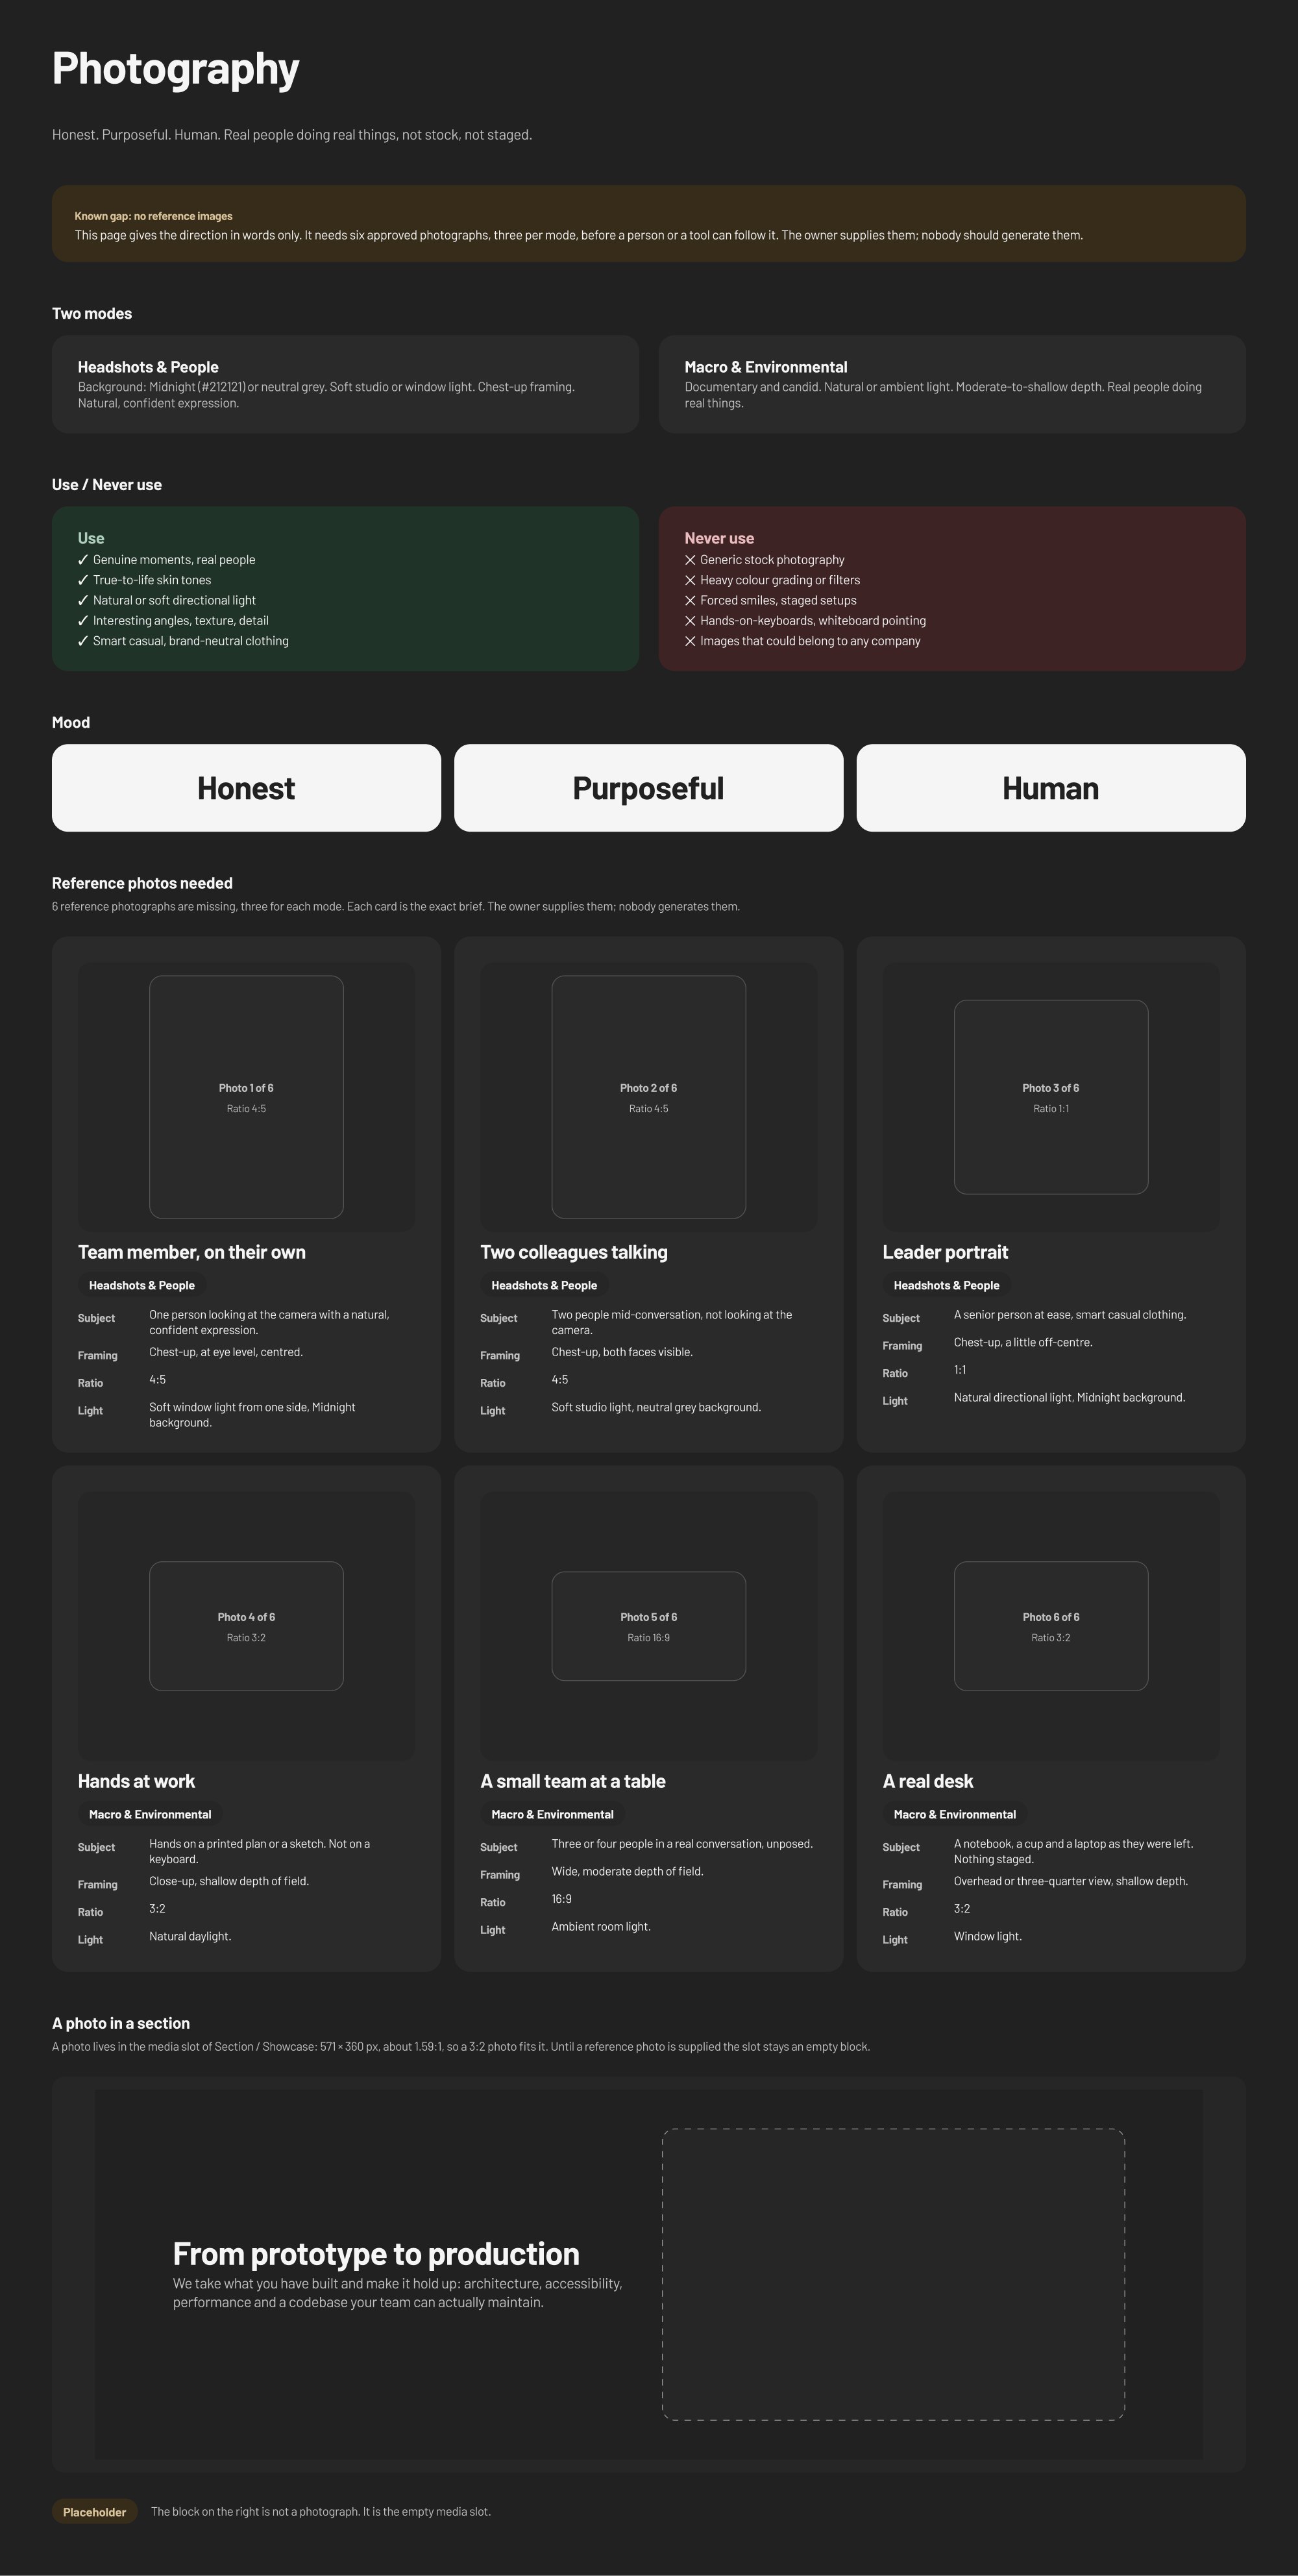 Photography
Honest. Purposeful. Human. Real people doing real things, not stock, not staged.
Known gap: no reference images
This page gives the direction in words only. It needs six approved photographs, three per mode, before a person or a tool can follow it. The owner supplies them; nobody should generate them.
Two modes
Headshots & People
Background: Midnight (#212121) or neutral grey. Soft studio or window light. Chest-up framing.
Natural, confident expression.
Macro & Environmental
Documentary and candid. Natural or ambient light. Moderate-to-shallow depth. Real people doing
real things.
Use / Never use
Use
✓ Genuine moments, real people
✓ True-to-life skin tones
✓ Natural or soft directional light
✓ Interesting angles, texture, detail
✓ Smart casual, brand-neutral clothing
Never use
✕ Generic stock photography
✕ Heavy colour grading or filters
✕ Forced smiles, staged setups
✕ Hands-on-keyboards, whiteboard pointing
✕ Images that could belong to any company
Mood
Honest
Purposeful
Human
Reference photos needed
6 reference photographs are missing, three for each mode. Each card is the exact brief. The owner supplies them; nobody generates them.
Photo 1 of 6
Ratio 4:5
Team member, on their own
Headshots & People
Subject One person looking at the camera with a natural,
confident expression.
Framing Chest-up, at eye level, centred.
Ratio 4:5
Light Soft window light from one side, Midnight
background.
Photo 2 of 6
Ratio 4:5
Two colleagues talking
Headshots & People
Subject Two people mid-conversation, not looking at the
camera.
Framing Chest-up, both faces visible.
Ratio 4:5
Light Soft studio light, neutral grey background.
Photo 3 of 6
Ratio 1:1
Leader portrait
Headshots & People
Subject A senior person at ease, smart casual clothing.
Framing Chest-up, a little off-centre.
Ratio 1:1
Light Natural directional light, Midnight background.
Photo 4 of 6
Ratio 3:2
Hands at work
Macro & Environmental
Subject Hands on a printed plan or a sketch. Not on a
keyboard.
Framing Close-up, shallow depth of field.
Ratio 3:2
Light Natural daylight.
Photo 5 of 6
Ratio 16:9
A small team at a table
Macro & Environmental
Subject Three or four people in a real conversation, unposed.
Framing Wide, moderate depth of field.
Ratio 16:9
Light Ambient room light.
Photo 6 of 6
Ratio 3:2
A real desk
Macro & Environmental
Subject A notebook, a cup and a laptop as they were left.
Nothing staged.
Framing Overhead or three-quarter view, shallow depth.
Ratio 3:2
Light Window light.
A photo in a section
A photo lives in the media slot of Section / Showcase: 571 × 360 px, about 1.59:1, so a 3:2 photo fits it. Until a reference photo is supplied the slot stays an empty block.
From prototype to production
We take what you have built and make it hold up: architecture, accessibility,
performance and a codebase your team can actually maintain.
Placeholder The block on the right is not a photograph. It is the empty media slot.